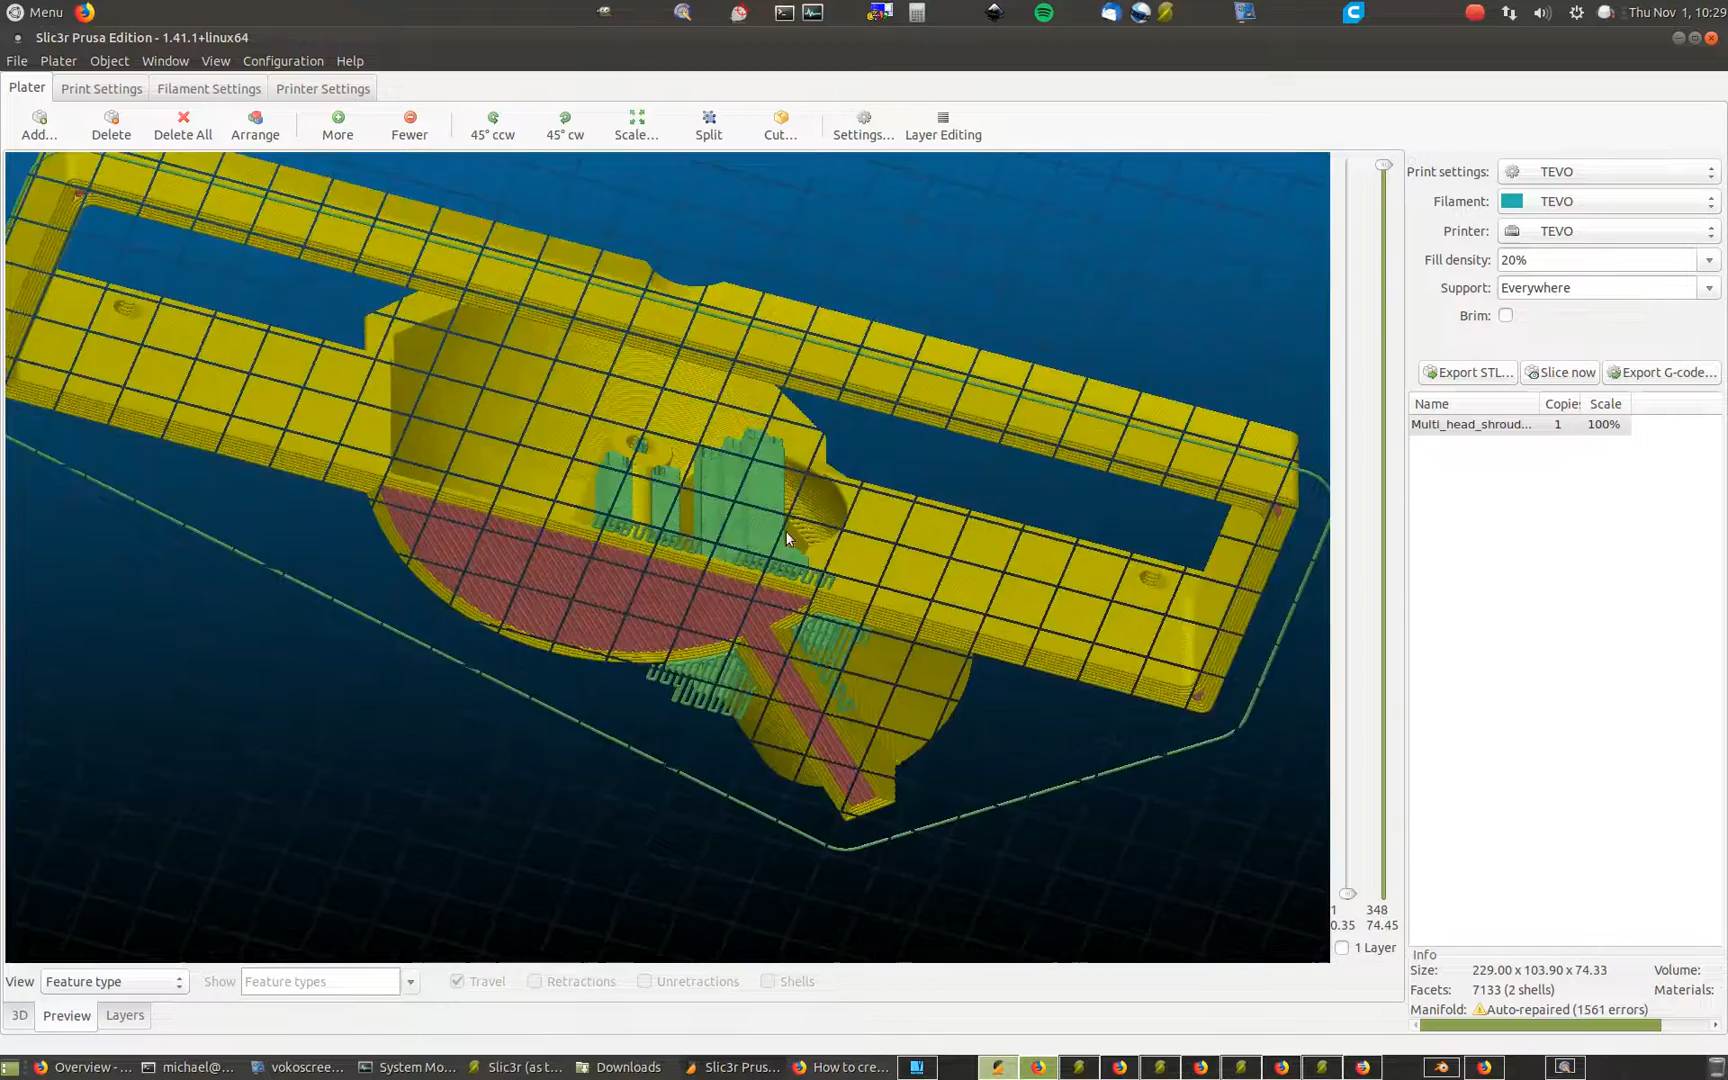 Menu
Thu Nov 1, 10:29
Slic3r Prusa Edition - 1.41.1+linux64
File Plater Object Window View Configuration Help
Plater Print Settings Filament Settings Printer Settings
Add... Delete Delete All Arrange More Fewer 45° ccw 45° cw Scale... Split Cut... Settings... Layer Editing
Print settings: TEVO
Filament: TEVO
Printer: TEVO
Fill density: 20%
Support: Everywhere
Brim:
Export STL... Slice now Export G-code...
Name Copies Scale
Multi_head_shroud... 1 100%
1 348
0.35 74.45
1 Layer
Info
Size: 229.00 x 103.90 x 74.33 Volume:
Facets: 7133 (2 shells) Materials:
Manifold: Auto-repaired (1561 errors)
View Feature type Show Feature types Travel Retractions Unretractions Shells
3D Preview Layers
Overview - ... michael@... vokoscree... System Mo... Slic3r (as t... Downloads Slic3r Prus... How to cre...